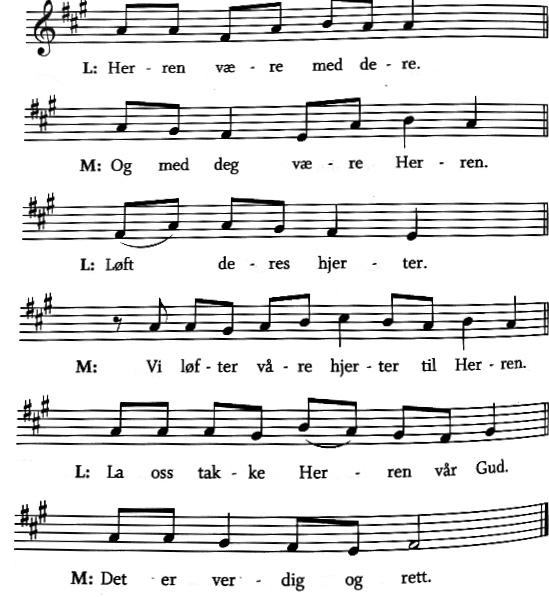 L: Her - ren væ - re med de - re.
M: Og med deg væ - re Her - ren.
L: Løft de - res hjer - ter.
M: Vi løf - ter vå - re hjer - ter til Her - ren.
L: La oss tak - ke Her - ren vår Gud.
M: Det er ver - dig og rett.